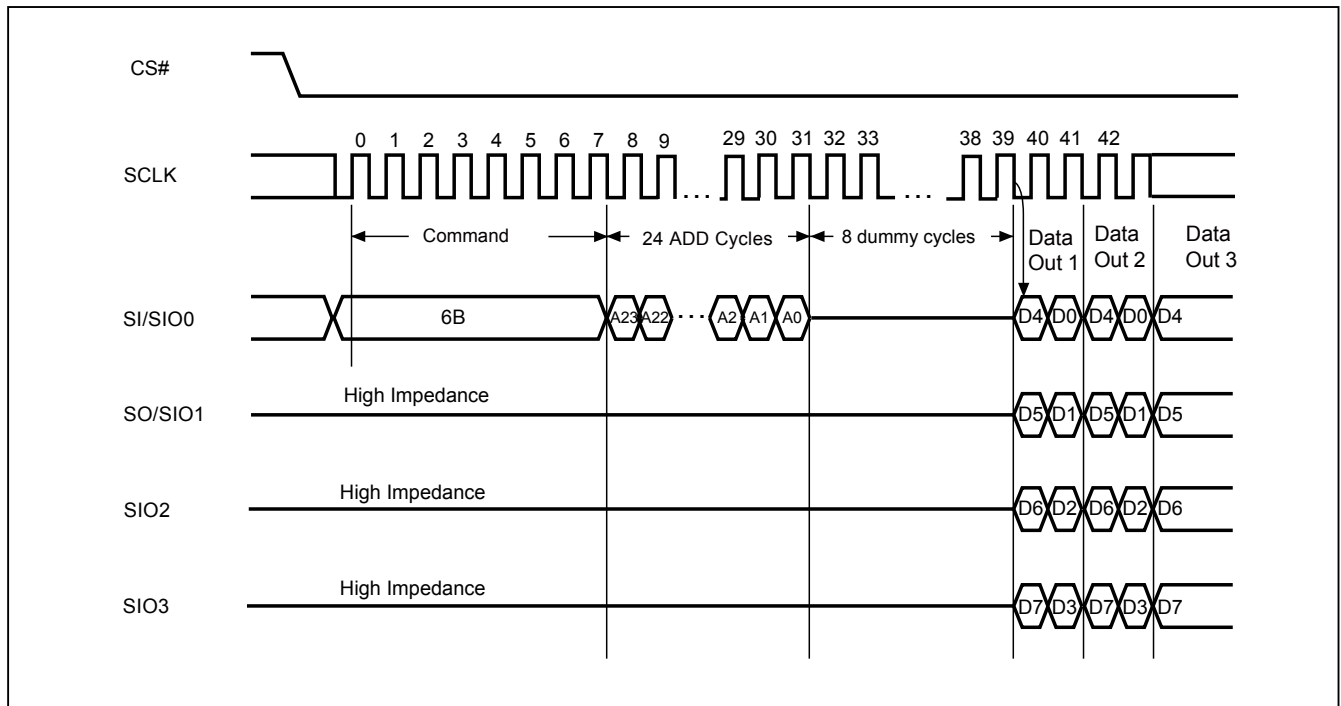 CS#
0 1 2 3 4 5 6 7 8 9 29 30 31 32 33 38 39 40 41 42
SCLK
... ...
Command 24 ADD Cycles 8 dummy cycles Data Out 1 Data Out 2 Data Out 3
SI/SIO0 6B A23 A22 ... A2 A1 A0 D4 D0 D4 D0 D4
High Impedance
SO/SIO1 D5 D1 D5 D1 D5
High Impedance
SIO2 D6 D2 D6 D2 D6
High Impedance
SIO3 D7 D3 D7 D3 D7